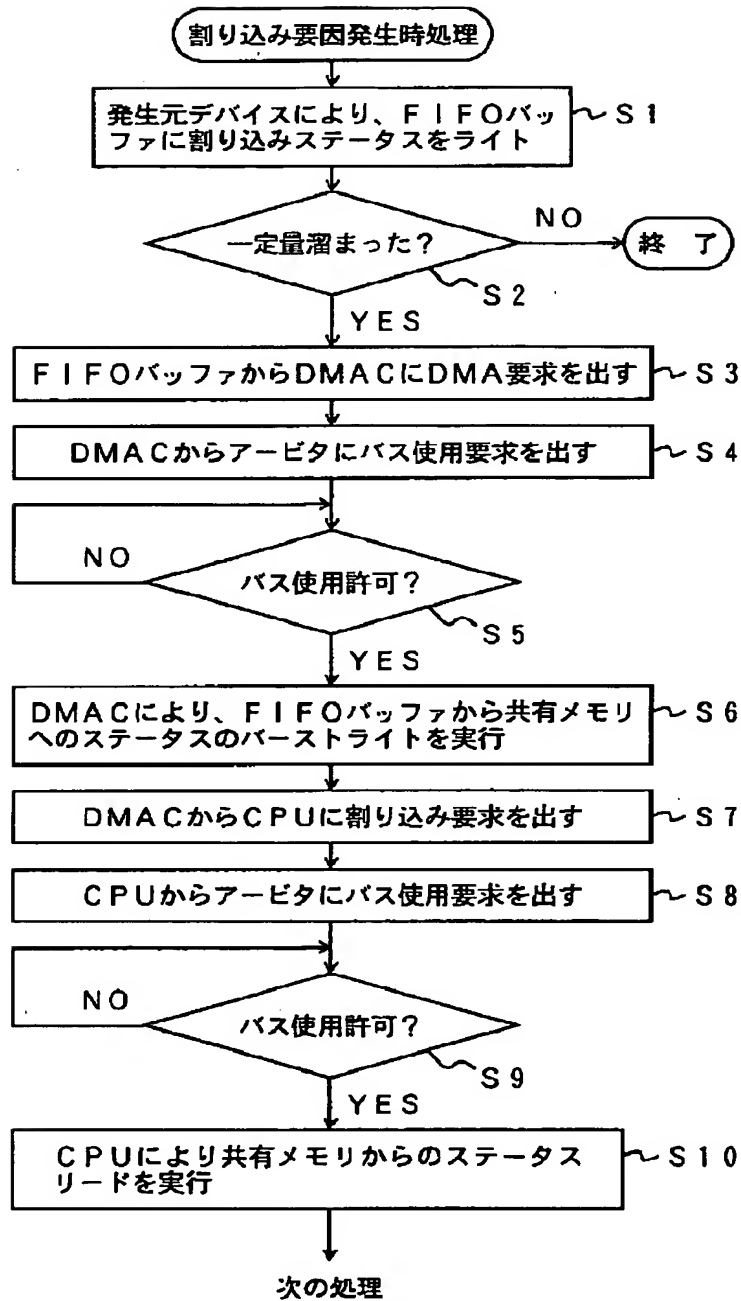 割り込み要因発生時処理
発生元デバイスにより、FIFOバッ
ファに割り込みステータスをライト
S1
一定量溜まった?
NO
終 了
S2
YES
FIFOバッファからDMACにDMA要求を出す
S3
DMACからアービタにバス使用要求を出す
S4
NO
バス使用許可?
S5
YES
DMACにより、FIFOバッファから共有メモリ
へのステータスのバーストライトを実行
S6
DMACからCPUに割り込み要求を出す
S7
CPUからアービタにバス使用要求を出す
S8
NO
バス使用許可?
S9
YES
CPUにより共有メモリからのステータス
リードを実行
S10
次の処理